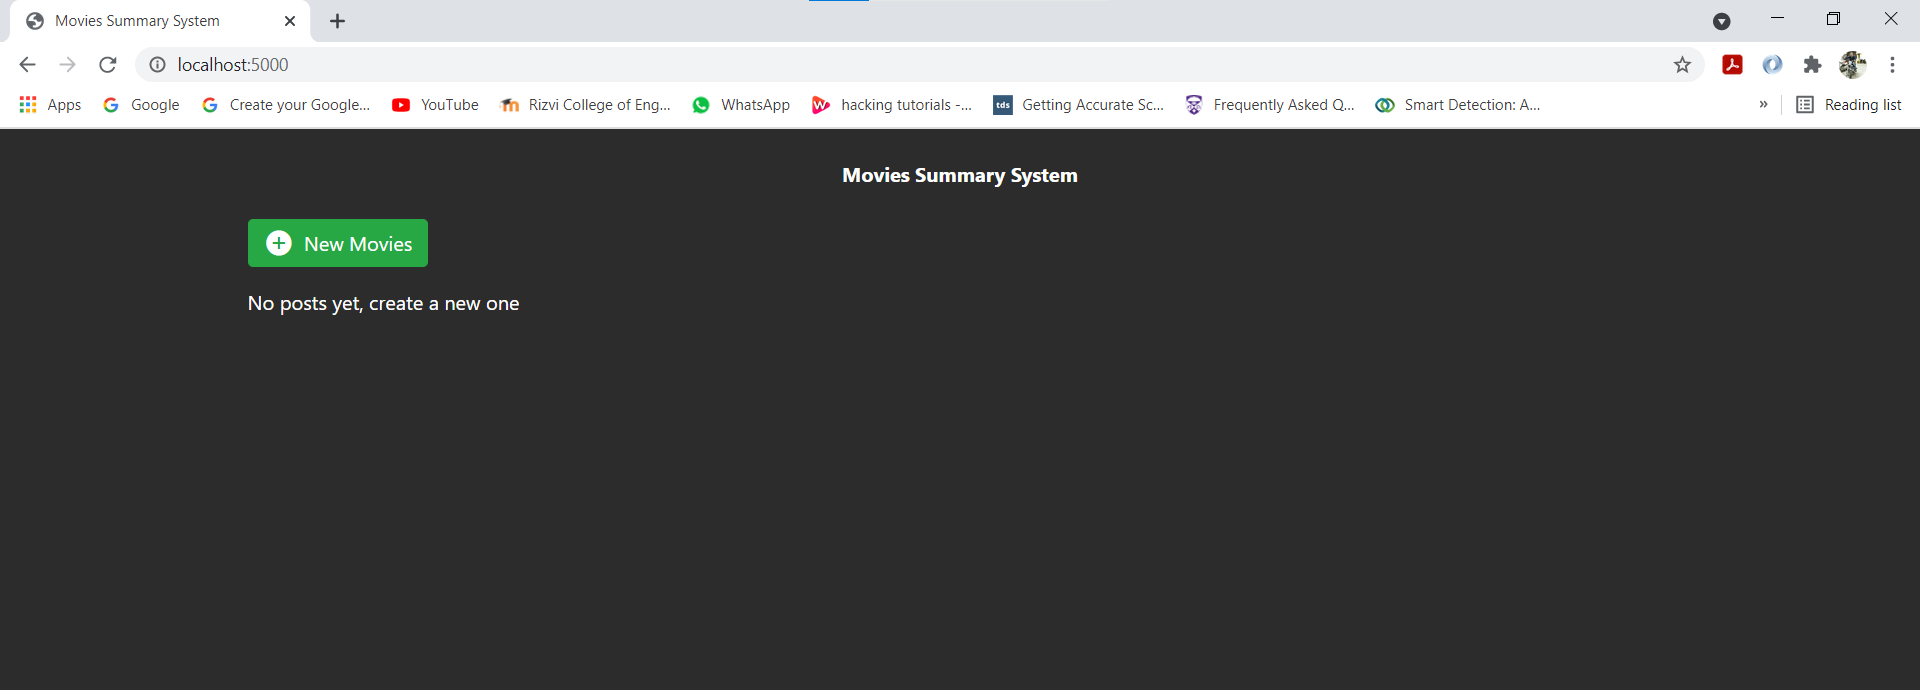 Movies Summary System
localhost:5000
Apps Google Create your Google... YouTube Rizvi College of Eng... WhatsApp hacking tutorials -... tds Getting Accurate Sc... Frequently Asked Q... Smart Detection: A... » Reading list
Movies Summary System
New Movies
No posts yet, create a new one